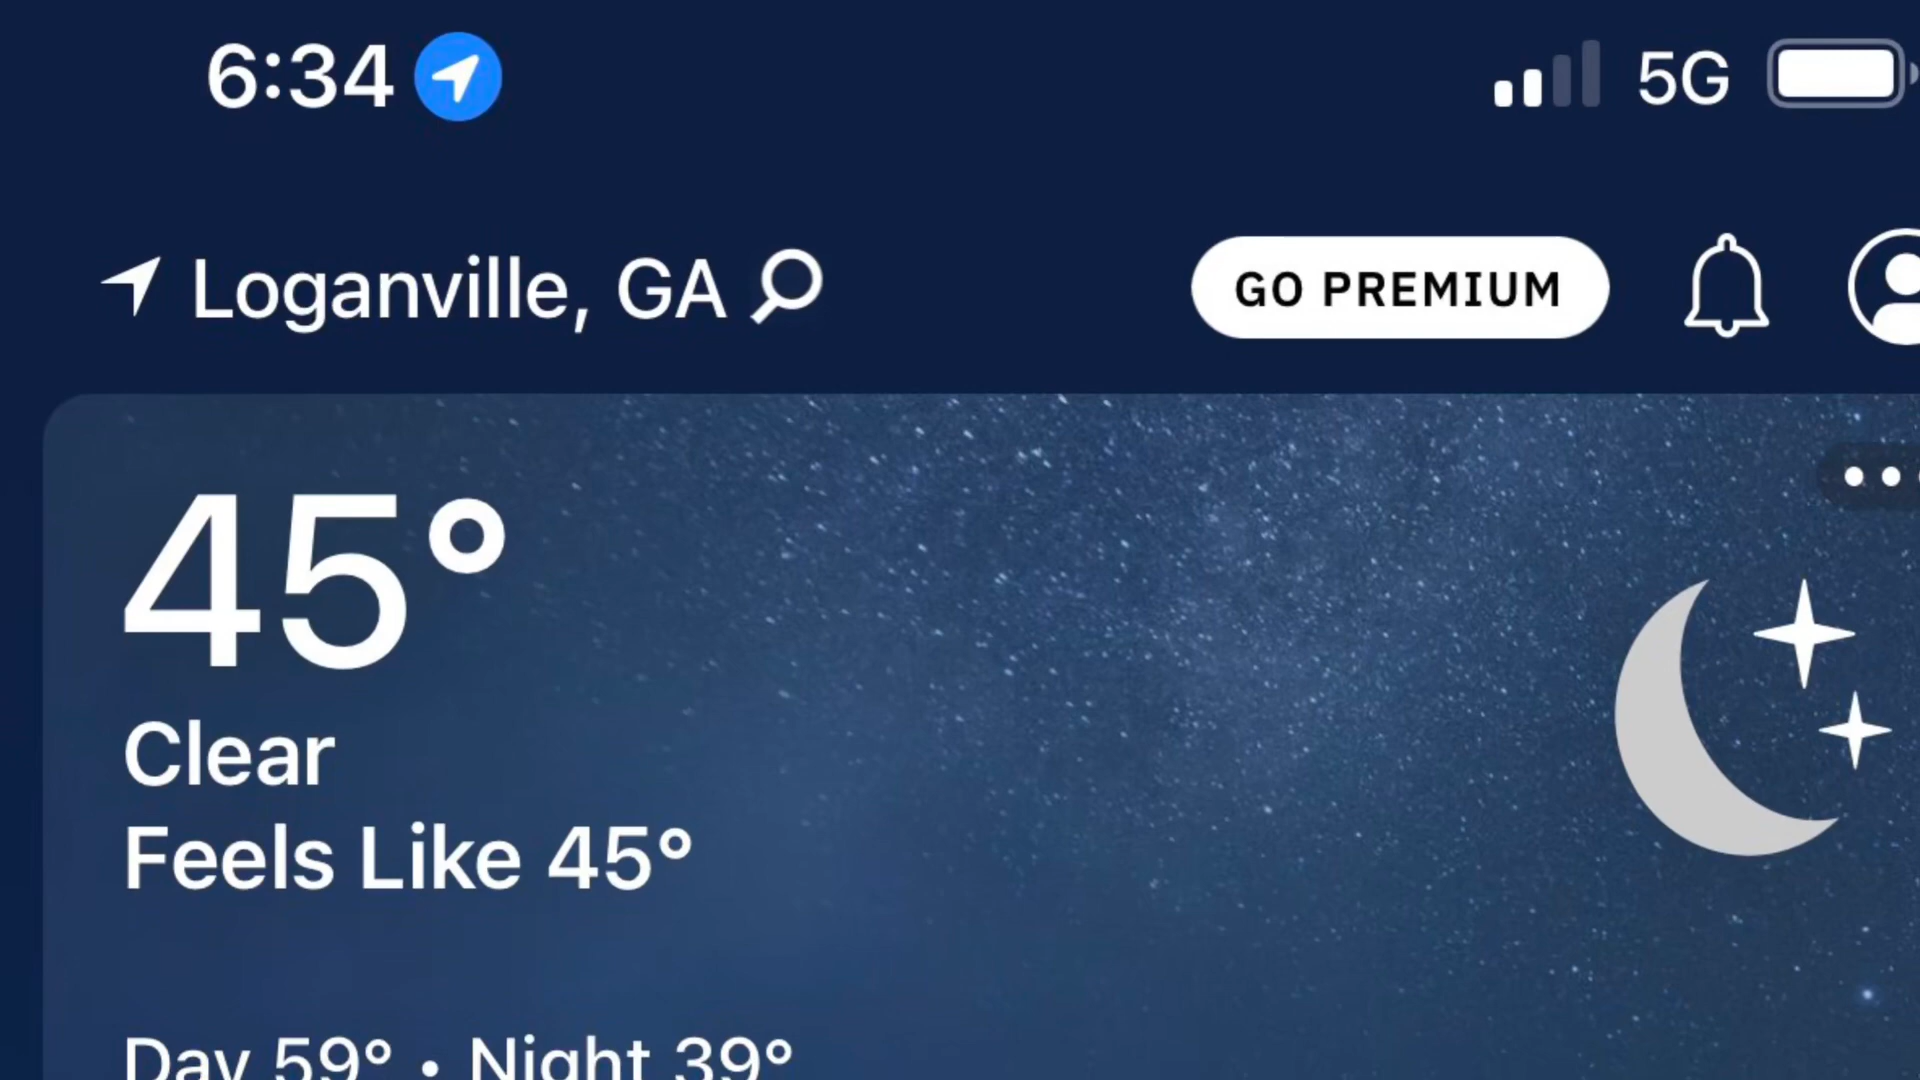 6:34 5G
Loganville, GA GO PREMIUM
45°
Clear
Feels Like 45°
Day 59° • Night 39°